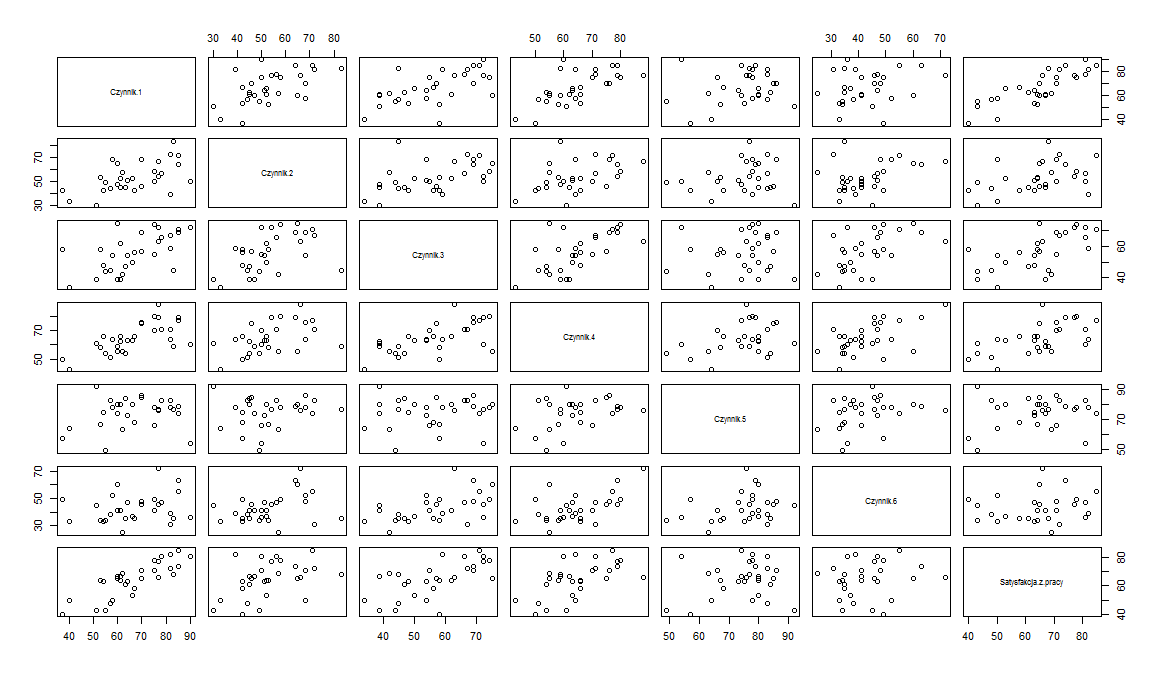 30 40 50 60 70 80
50 60 70 80
30 40 50 60 70
Czynnik.1
40 60 80
30 50 70
Czynnik.2
Czynnik.3
40 60
50 70
Czynnik.4
Czynnik.5
50 70 90
30 50 70
Czynnik.6
Satysfakcja.z.pracy
40 60 80
40 50 60 70 80 90
40 50 60 70
50 60 70 80 90
40 50 60 70 80